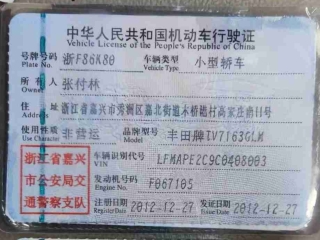 中华人民共和国机动车行驶证
Vehicle License of the People's Republic of China
号牌号码 浙F86K80 车辆类型 小型轿车
Plate No. Vehicle Type
所有人 张付林
Owner
住址 浙江省嘉兴市秀洲区嘉北街道木桥港村高家庄路11号
Address
使用性质 非营运 品牌型号 丰田牌TV7163GLM
Use Character Model
浙江省嘉兴 车辆识别代号 LFMAPE2C9C0408003
VIN
市公安局交 发动机号码 F067105
Engine No.
通警察支队 注册日期 2012-12-27 发证日期 2012-12-27
Register Date Issue Date